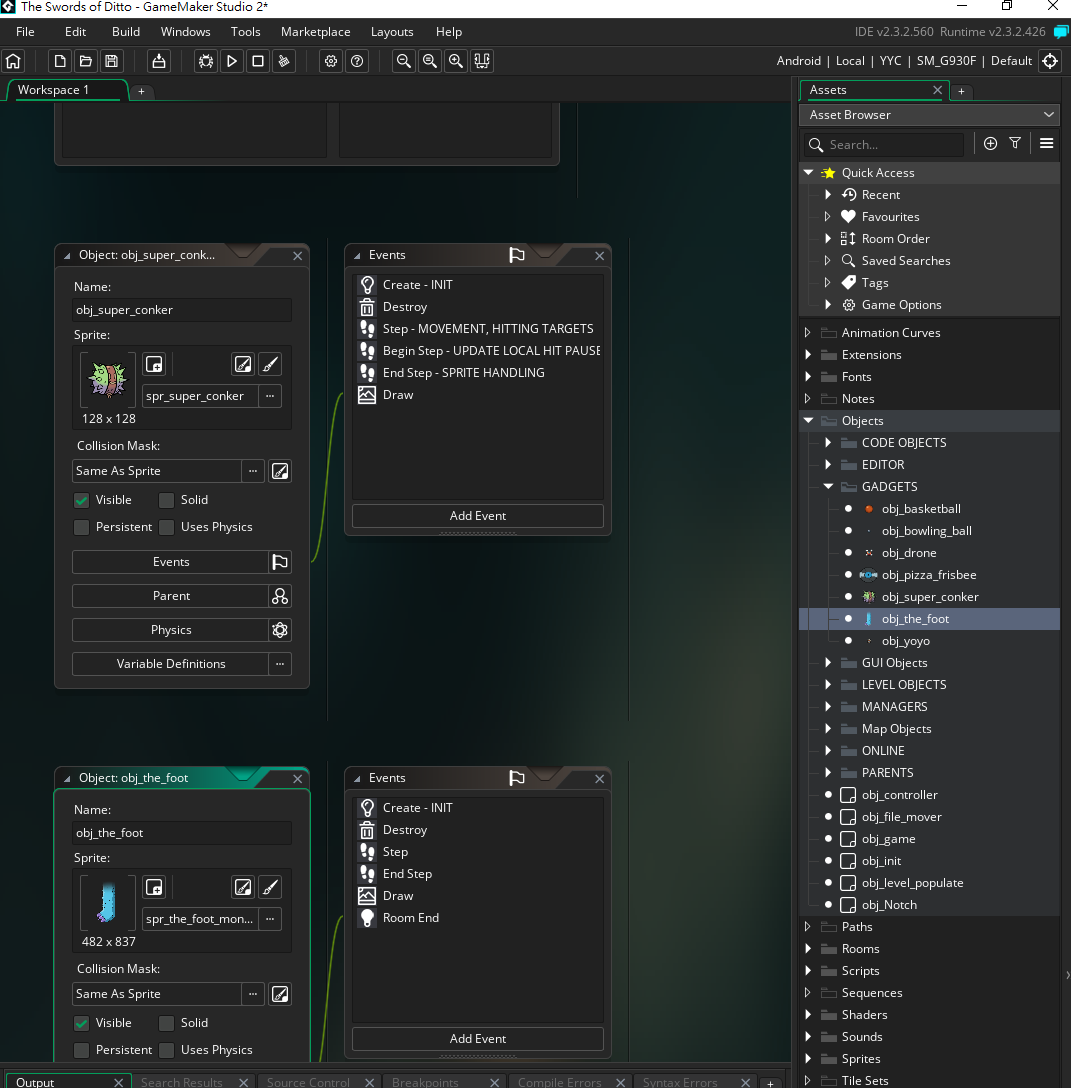 The Swords of Ditto - GameMaker Studio 2*
File Edit Build Windows Tools Marketplace Layouts Help
IDE v2.3.2.560 Runtime v2.3.2.426
Android | Local | YYC | SM_G930F | Default
Workspace 1
Object: obj_super_conk...
Name:
obj_super_conker
Sprite:
spr_super_conker
128 x 128
Collision Mask:
Same As Sprite
Visible Solid
Persistent Uses Physics
Events
Parent
Physics
Variable Definitions
Events
Create - INIT
Destroy
Step - MOVEMENT, HITTING TARGETS
Begin Step - UPDATE LOCAL HIT PAUSE
End Step - SPRITE HANDLING
Draw
Add Event
Object: obj_the_foot
Name:
obj_the_foot
Sprite:
spr_the_foot_mon...
482 x 837
Collision Mask:
Same As Sprite
Visible Solid
Persistent Uses Physics
Events
Create - INIT
Destroy
Step
End Step
Draw
Room End
Add Event
Output Search Results Source Control Breakpoints Compile Errors Syntax Errors
Assets
Asset Browser
Search...
Quick Access
Recent
Favourites
Room Order
Saved Searches
Tags
Game Options
Animation Curves
Extensions
Fonts
Notes
Objects
CODE OBJECTS
EDITOR
GADGETS
obj_basketball
obj_bowling_ball
obj_drone
obj_pizza_frisbee
obj_super_conker
obj_the_foot
obj_yoyo
GUI Objects
LEVEL OBJECTS
MANAGERS
Map Objects
ONLINE
PARENTS
obj_controller
obj_file_mover
obj_game
obj_init
obj_level_populate
obj_Notch
Paths
Rooms
Scripts
Sequences
Shaders
Sounds
Sprites
Tile Sets